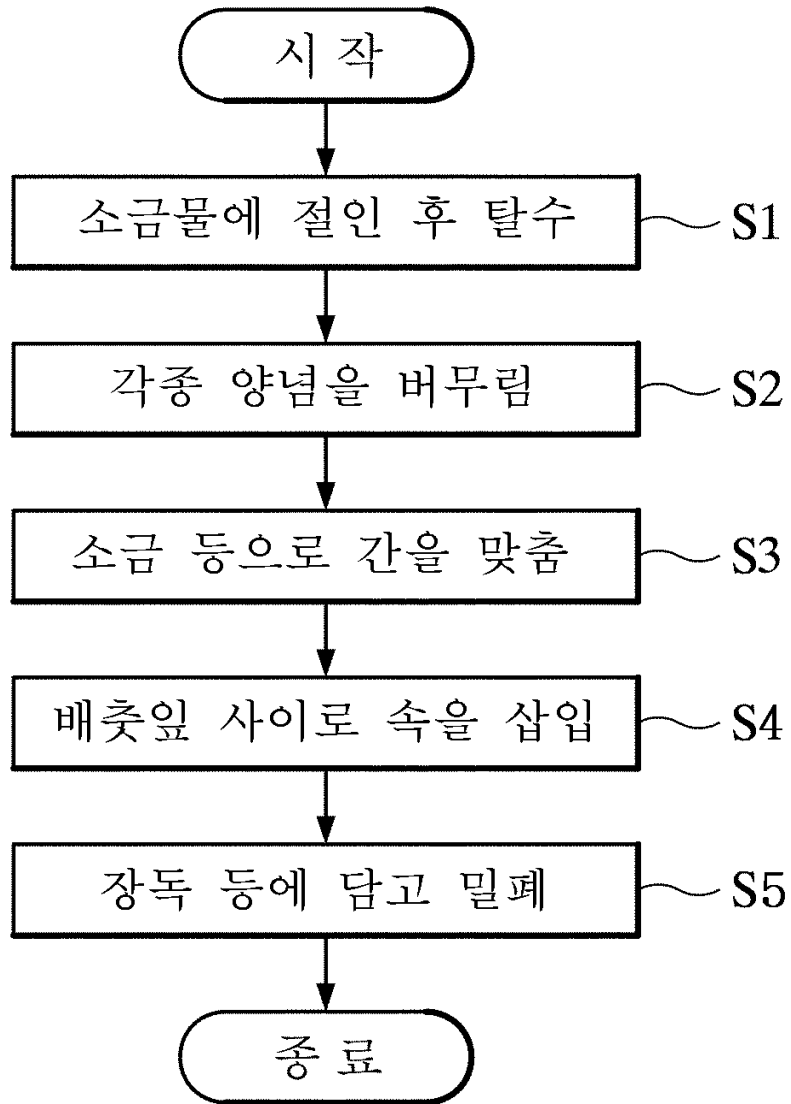 시작
소금물에 절인 후 탈수 S1
각종 양념을 버무림 S2
소금 등으로 간을 맞춤 S3
배춧잎 사이로 속을 삽입 S4
장독 등에 담고 밀폐 S5
종료